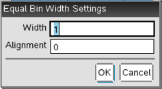 Equal Bin Width Settings
Width 1
Alignment 0
OK Cancel